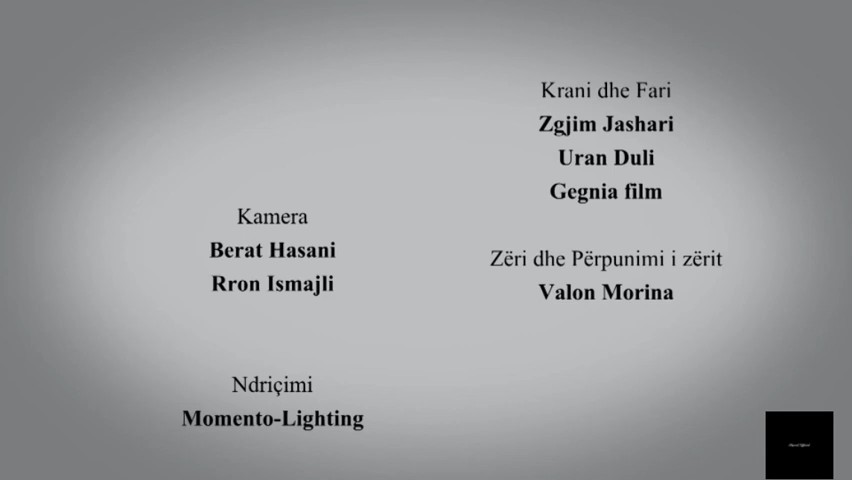 Krani dhe Fari
Zgjim Jashari
Uran Duli
Gegnia film
Kamera
Berat Hasani
Rron Ismajli
Zëri dhe Përpunimi i zërit
Valon Morina
Ndriçimi
Momento-Lighting